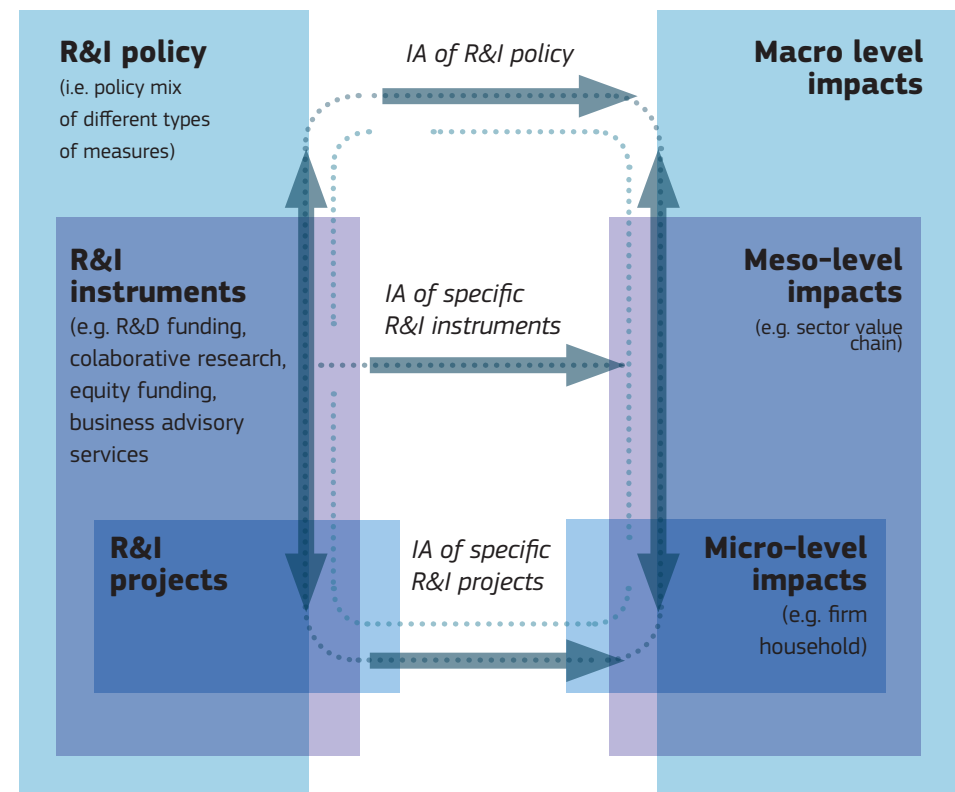 R&I policy
(i.e. policy mix
of different types
of measures)
IA of R&I policy
Macro level
impacts
R&I
instruments
(e.g. R&D funding,
collaborative research,
equity funding,
business advisory
services
IA of specific
R&I instruments
Meso-level
impacts
(e.g. sector value
chain)
R&I
projects
IA of specific
R&I projects
Micro-level
impacts
(e.g. firm
household)